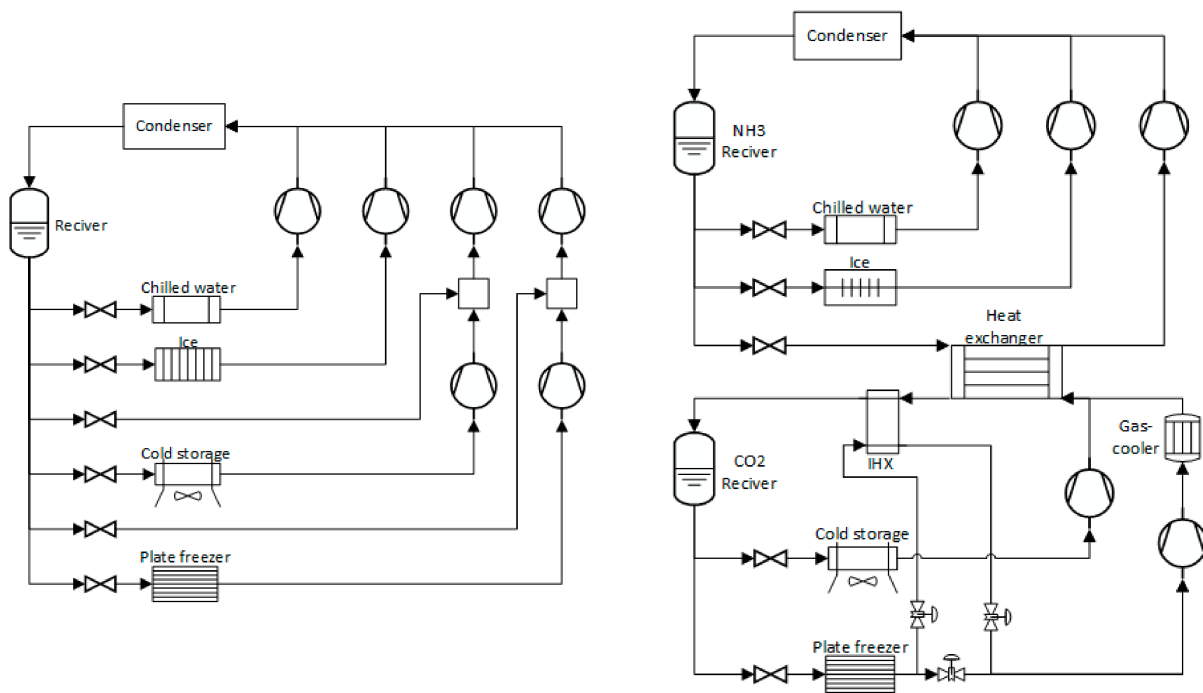 Condenser
Reciver
Chilled water
Ice
Cold storage
Plate freezer
Condenser
NH3
Reciver
Chilled water
Ice
Heat
exchanger
Gas-
cooler
IHX
CO2
Reciver
Cold storage
Plate freezer